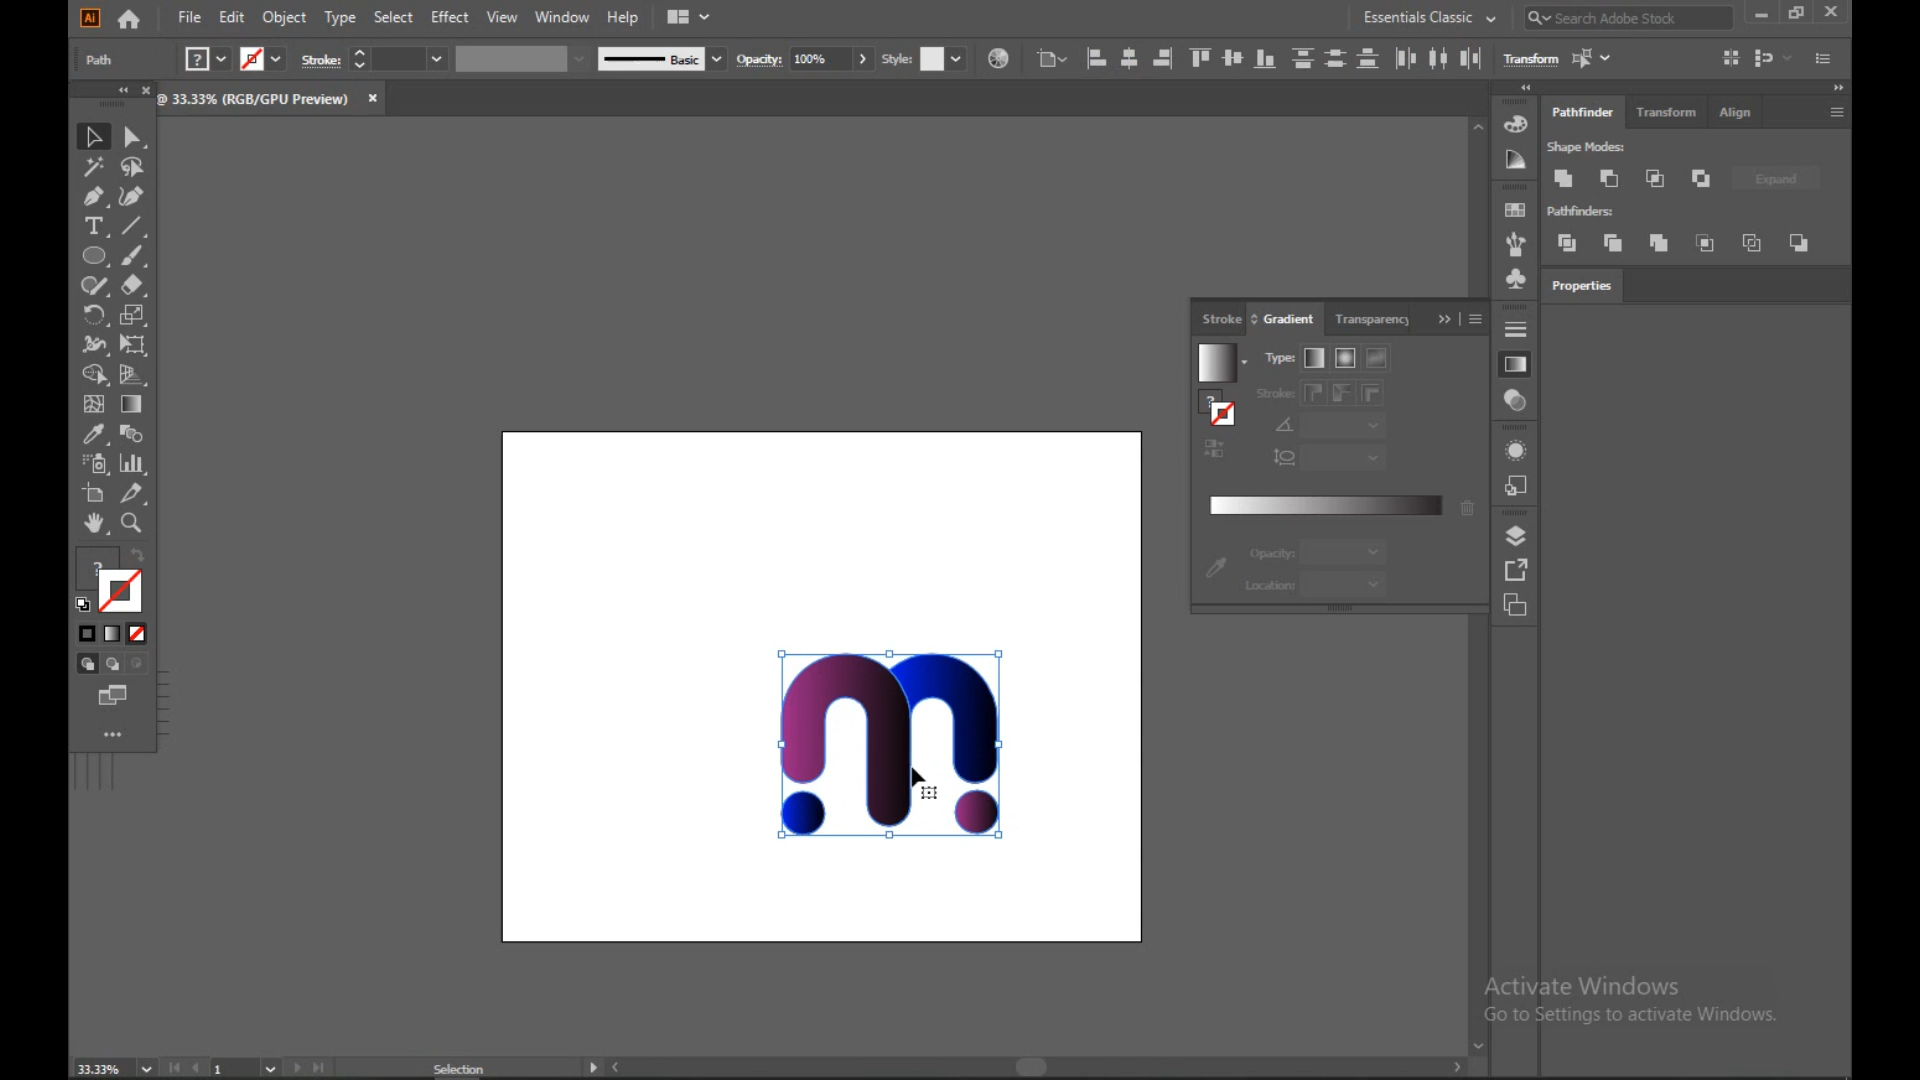 Ai File Edit Object Type Select Effect View Window Help Essentials Classic Search Adobe Stock
Path ? Stroke: Basic Opacity: 100% Style: Transform
@ 33.33% (RGB/GPU Preview)
Pathfinder Transform Align
Shape Modes:
Expand
Pathfinders:
Properties
Stroke Gradient Transparency
Type:
Stroke:
?
Opacity:
Location:
T
?
m
Activate Windows
Go to Settings to activate Windows.
33.33% 1 Selection